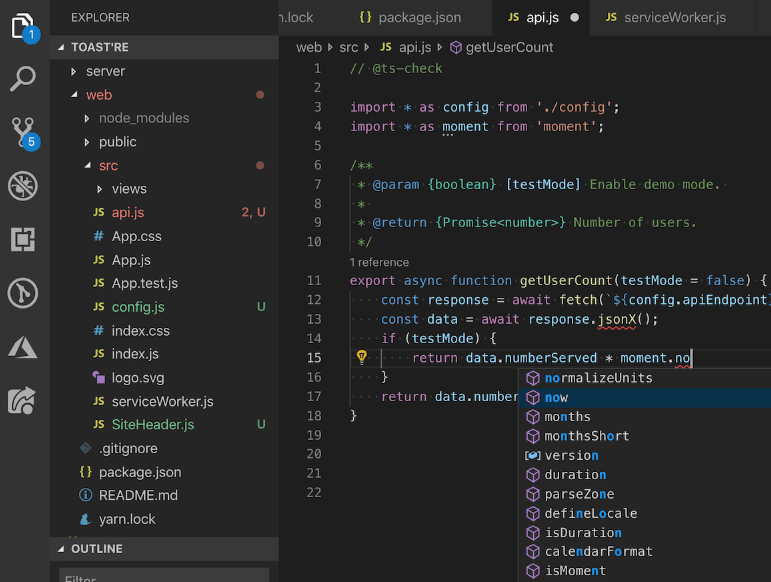 EXPLORER
TOAST'RE
server
web
node_modules
public
src
views
JS api.js 2, U
# App.css
JS App.js
JS App.test.js
JS config.js U
# index.css
JS index.js
logo.svg
JS serviceWorker.js
JS SiteHeader.js U
.gitignore
{ } package.json
README.md
yarn.lock
OUTLINE
Filter
1
5
rn.lock { } package.json JS api.js JS serviceWorker.js
web src JS api.js getUserCount
1 // @ts-check
2
3 import * as config from './config';
4 import * as moment from 'moment';
5
6 /**
7 * @param {boolean} [testMode] Enable demo mode.
8 *
9 * @return {Promise<number>} Number of users.
10 */
1 reference
11 export async function getUserCount(testMode = false) {
12 const response = await fetch(`${config.apiEndpoint}
13 const data = await response.jsonX();
14 if (testMode) {
15 return data.numberServed * moment.no
16 }
17 return data.number
18 }
19
20
21
22
normalizeUnits
now
months
monthsShort
version
duration
parseZone
defineLocale
isDuration
calendarFormat
isMoment